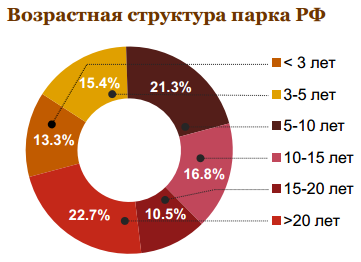 Возрастная структура парка РФ
15.4%
21.3%
< 3 лет
3-5 лет
5-10 лет
13.3%
10-15 лет
16.8%
15-20 лет
22.7%
10.5%
>20 лет